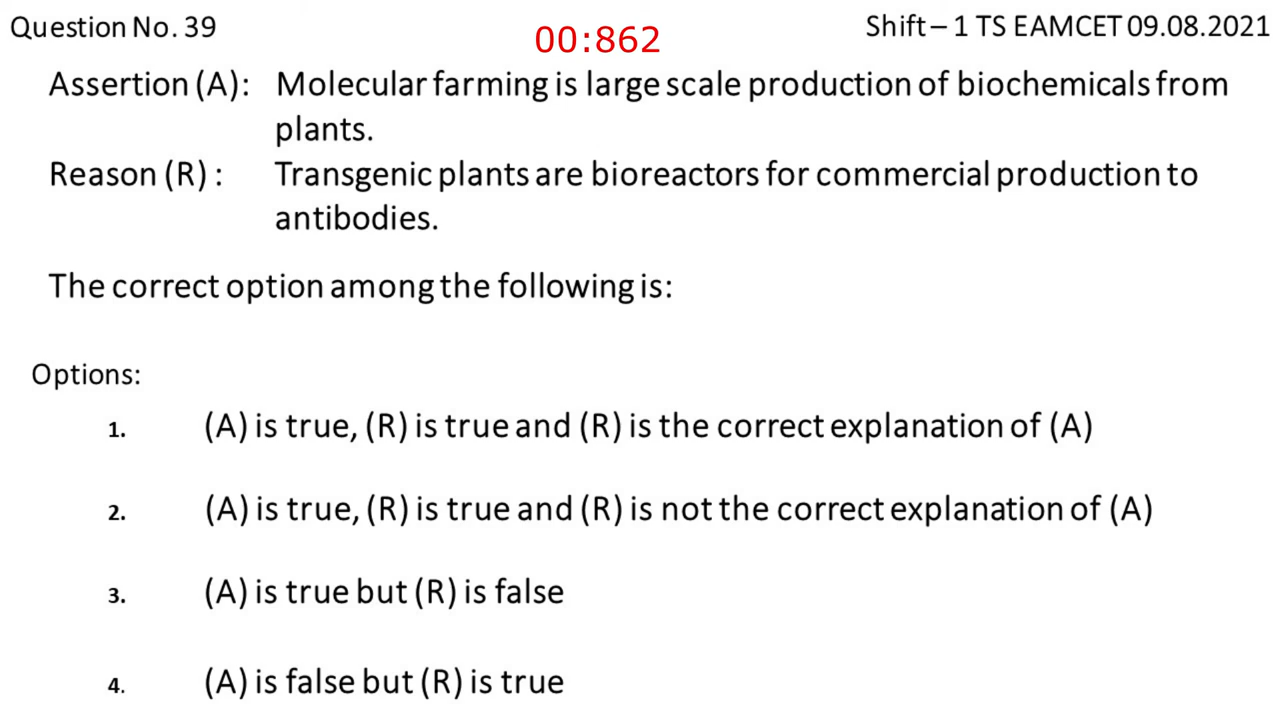 Question No. 39
00:862
Shift – 1 TS EAMCET 09.08.2021
Assertion (A): Molecular farming is large scale production of biochemicals from
plants.
Reason (R) : Transgenic plants are bioreactors for commercial production to
antibodies.
The correct option among the following is:
Options:
1. (A) is true, (R) is true and (R) is the correct explanation of (A)
2. (A) is true, (R) is true and (R) is not the correct explanation of (A)
3. (A) is true but (R) is false
4. (A) is false but (R) is true